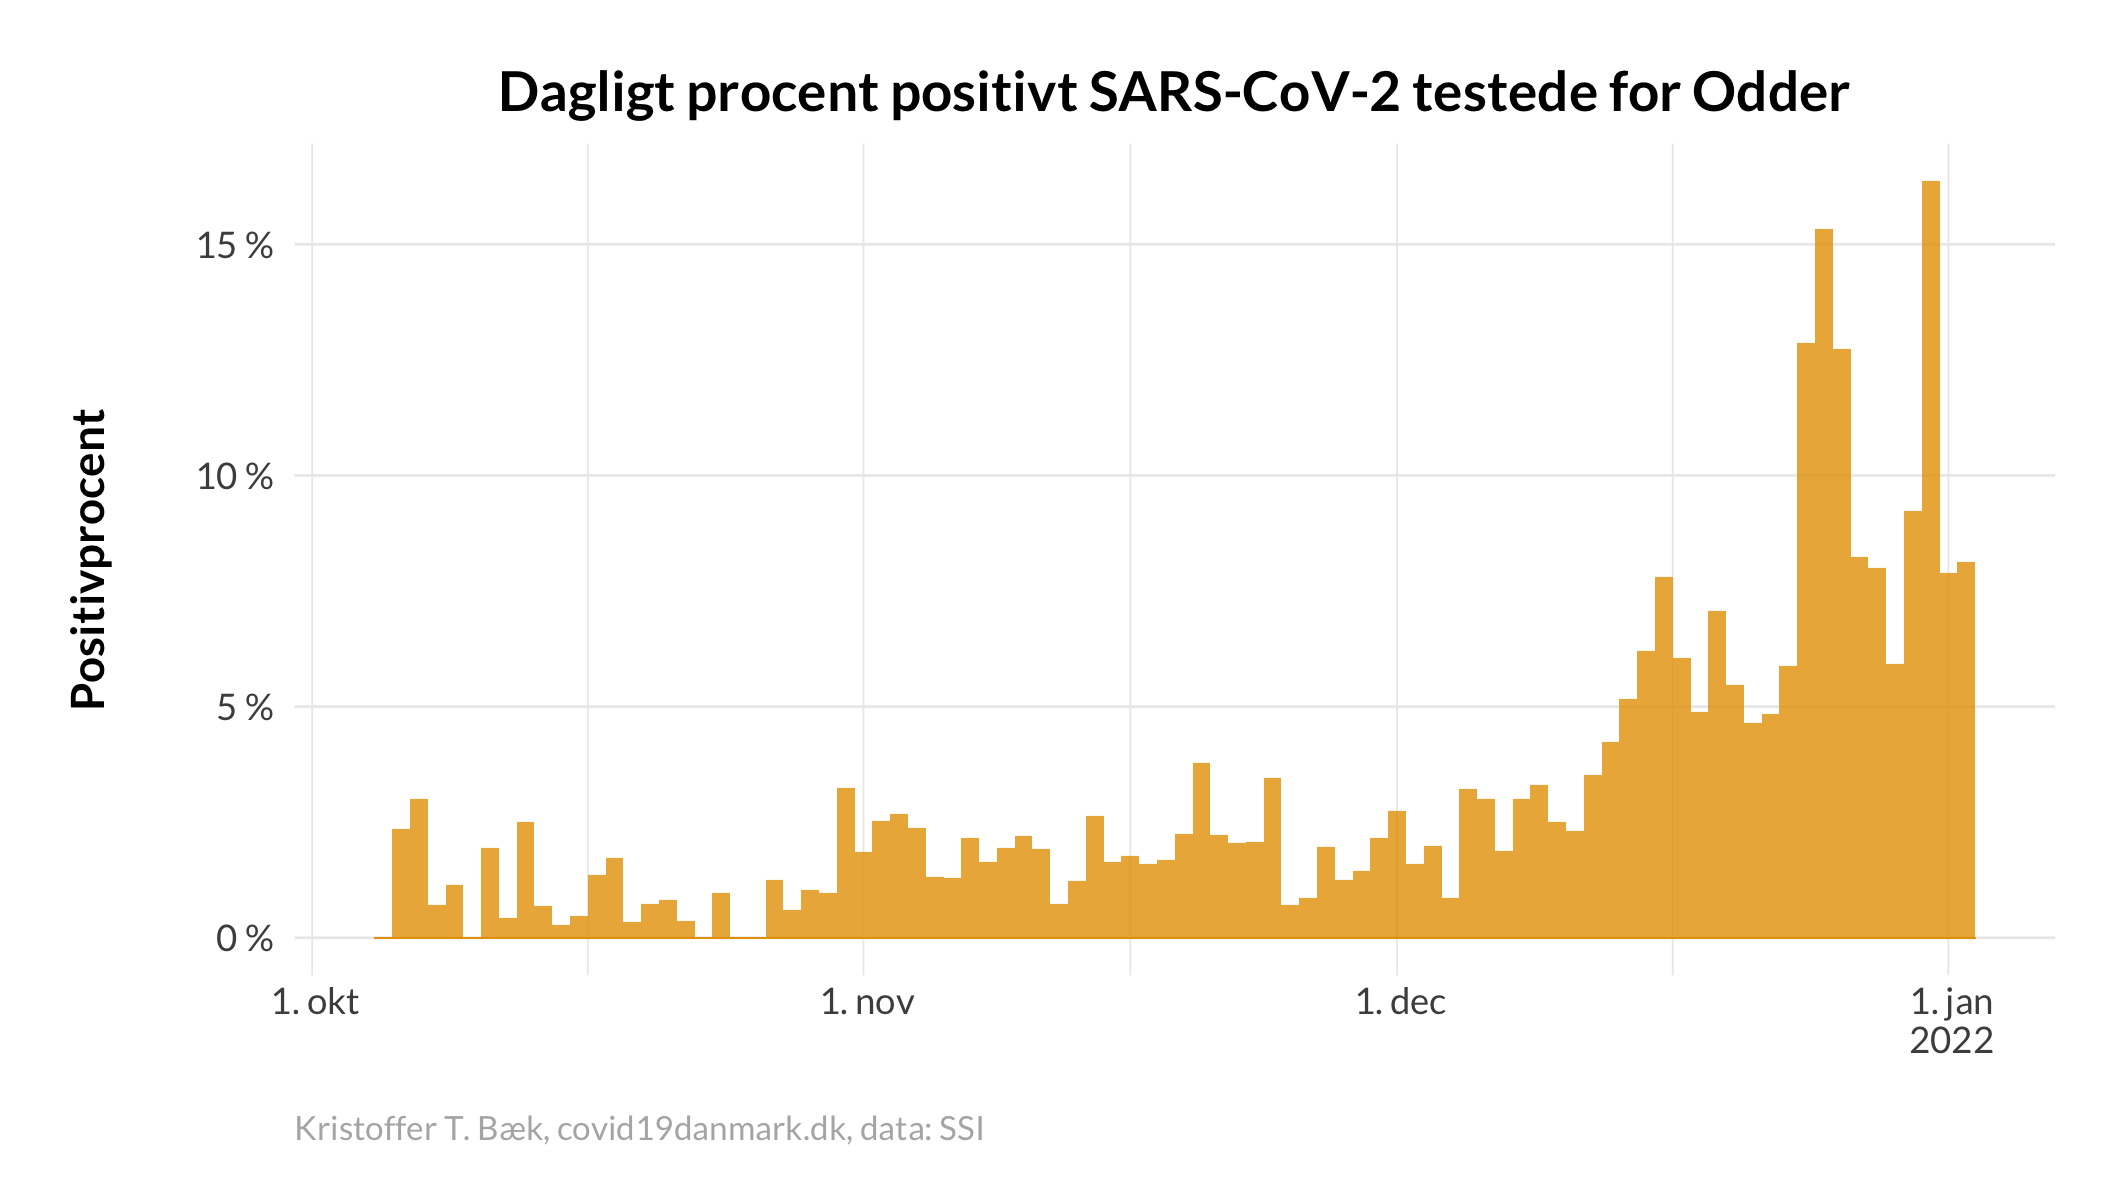 Dagligt procent positivt SARS-CoV-2 testede for Odder
Positivprocent
15 %
10 %
5 %
0 %
1. okt
1. nov
1. dec
1. jan
2022
Kristoffer T. Bæk, covid19danmark.dk, data: SSI